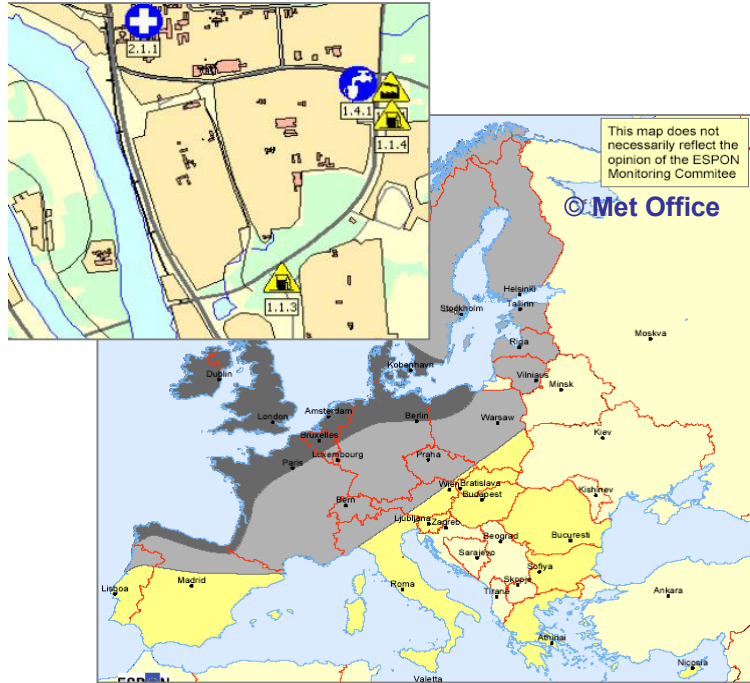 2.1.1
1.4.1
1.1.4
1.1.3
This map does not
necessarily reflect the
opinion of the ESPON
Monitoring Commitee
© Met Office
Helsinki
Tallinn
Stockholm
Moskva
Riga
Kobenhavn
Dublin
Vilniaus
Minsk
Amsterdam
London
Berlin
Warsaw
Bruxelles
Kiev
Luxembourg
Praha
Paris
Wien
Bratislava
Budapest
Kishinev
Bern
Ljubljana
Zagreb
Beograd
Bucuresti
Sarajevo
Sofiya
Madrid
Roma
Skopje
Lisboa
Tirane
Ankara
Athinai
Nicosia
Valetta